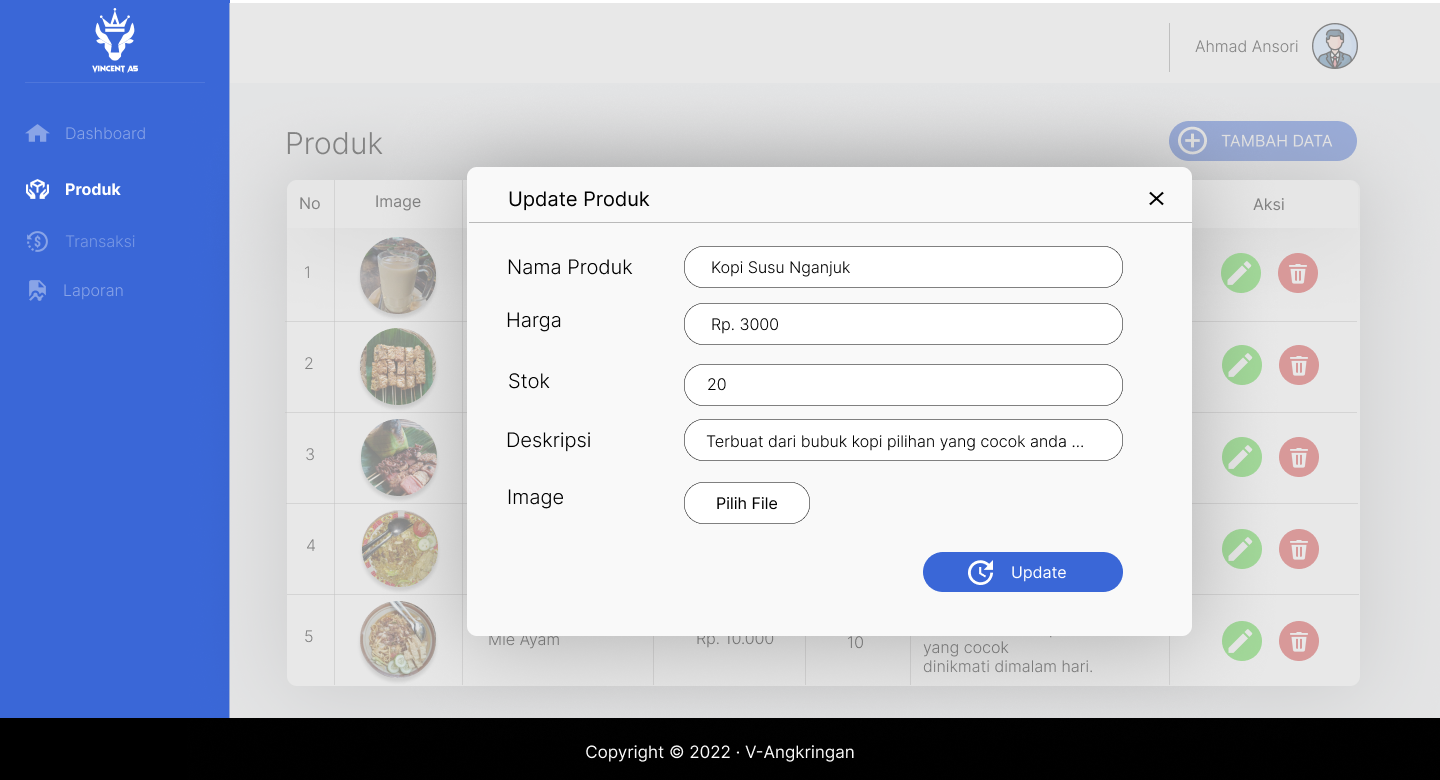 VINCENT AS
Ahmad Ansori
Dashboard
Produk
Transaksi
Laporan
Produk
TAMBAH DATA
No
Image
Aksi
1
2
3
4
5
Update Produk
Nama Produk
Kopi Susu Nganjuk
Harga
Rp. 3000
Stok
20
Deskripsi
Terbuat dari bubuk kopi pilihan yang cocok anda ...
Image
Pilih File
Update
Mie Ayam
Rp. 10.000
10
yang cocok
dinikmati dimalam hari.
Copyright © 2022 · V-Angkringan